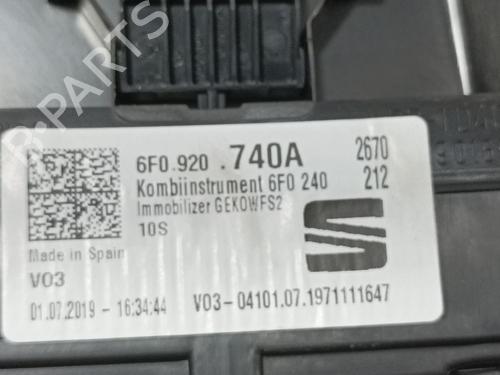 B-PARTS
6F0.920 .740A 2670
Kombiinstrument 6F0 240 212
Immobilizer GEKOWFS2
10S
Made in Spain
V03
01.07.2019 - 16:34:44 V03-04101.07.1971111647